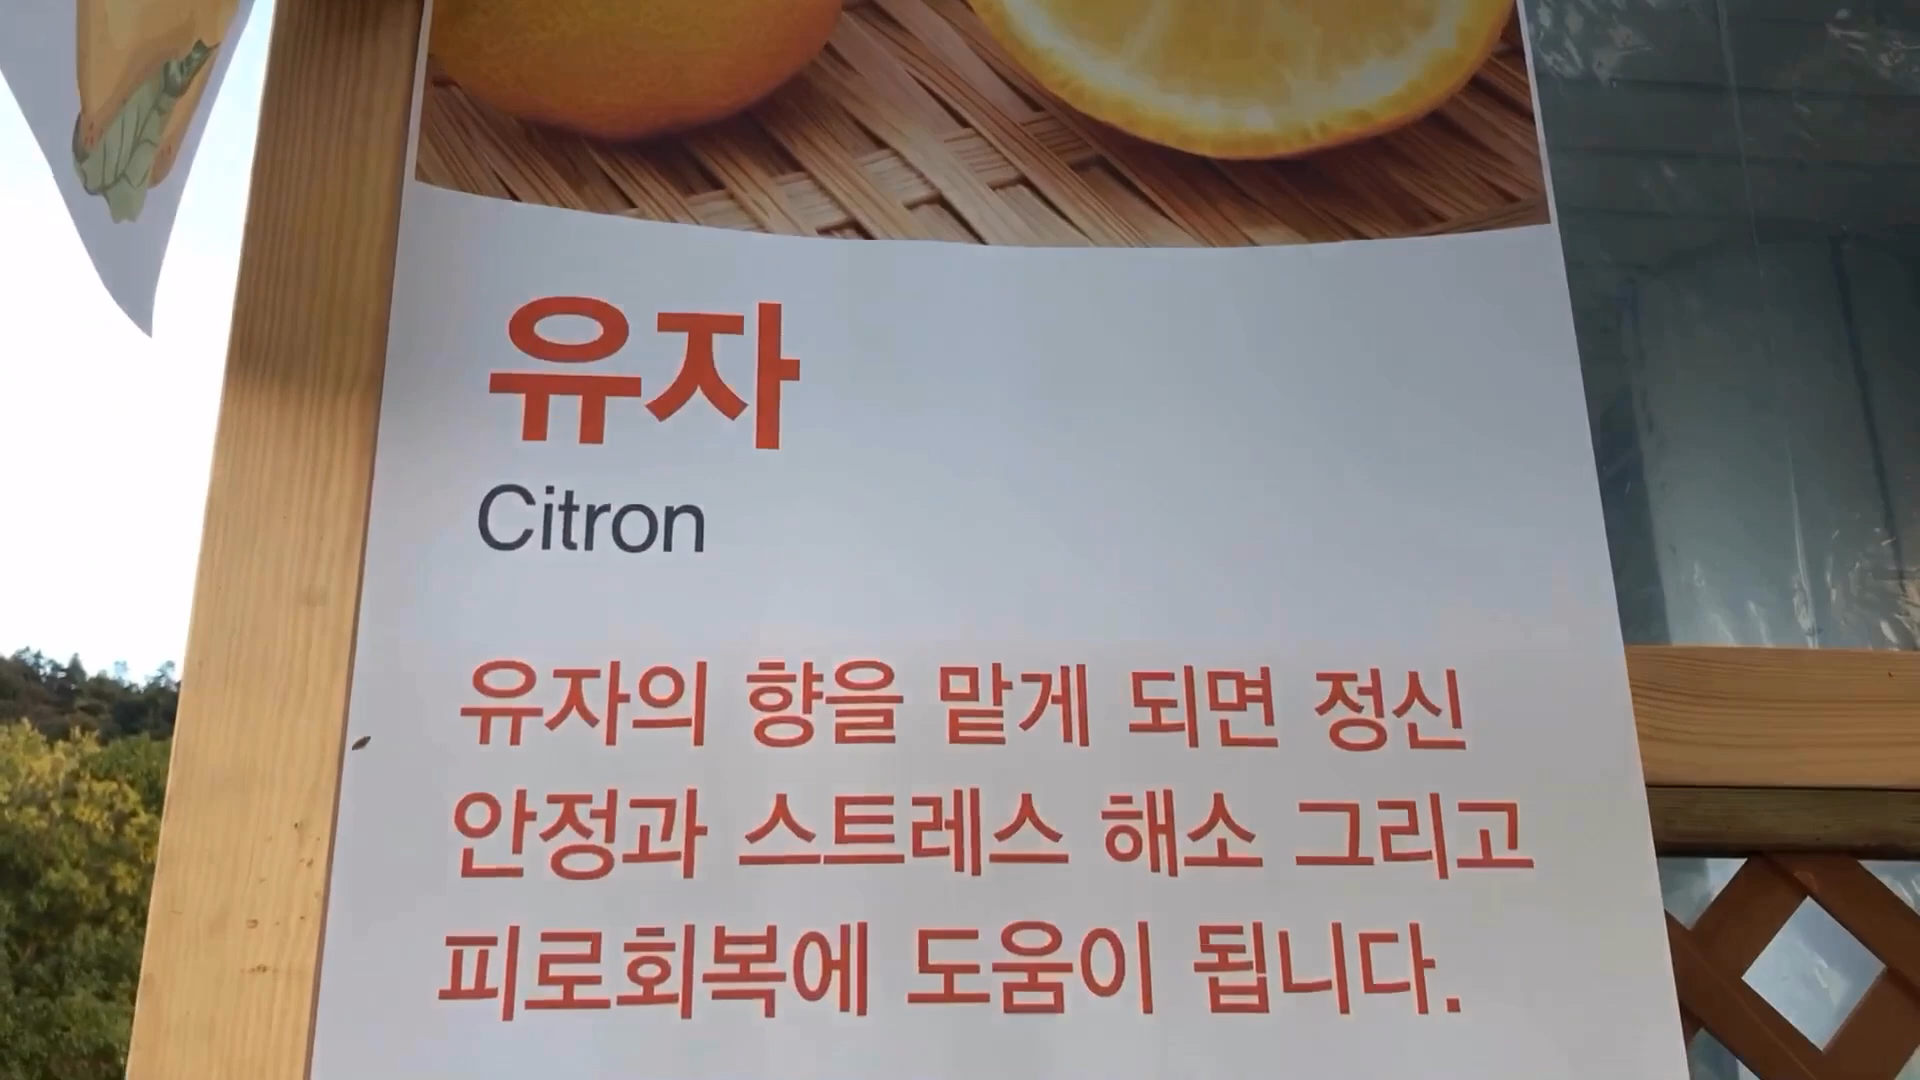 유자
Citron
유자의 향을 맡게 되면 정신
안정과 스트레스 해소 그리고
피로회복에 도움이 됩니다.